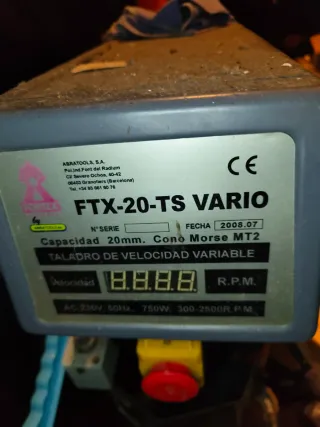 ABRATOOLS, S.A.
Pol.Ind.Font del Radium
C/ Severo Ochoa, 40-42
08403 Granollers (Barcelona)
CE
FTX-20-TS VARIO
by
Nº SERIE FECHA 2008.07
Capacidad 20mm. Cono Morse MT2
TALADRO DE VELOCIDAD VARIABLE
Velocidad 8.8.8.8 R.P.M.
AC 230V, 50Hz, 750W, 300-2500R.P.M.